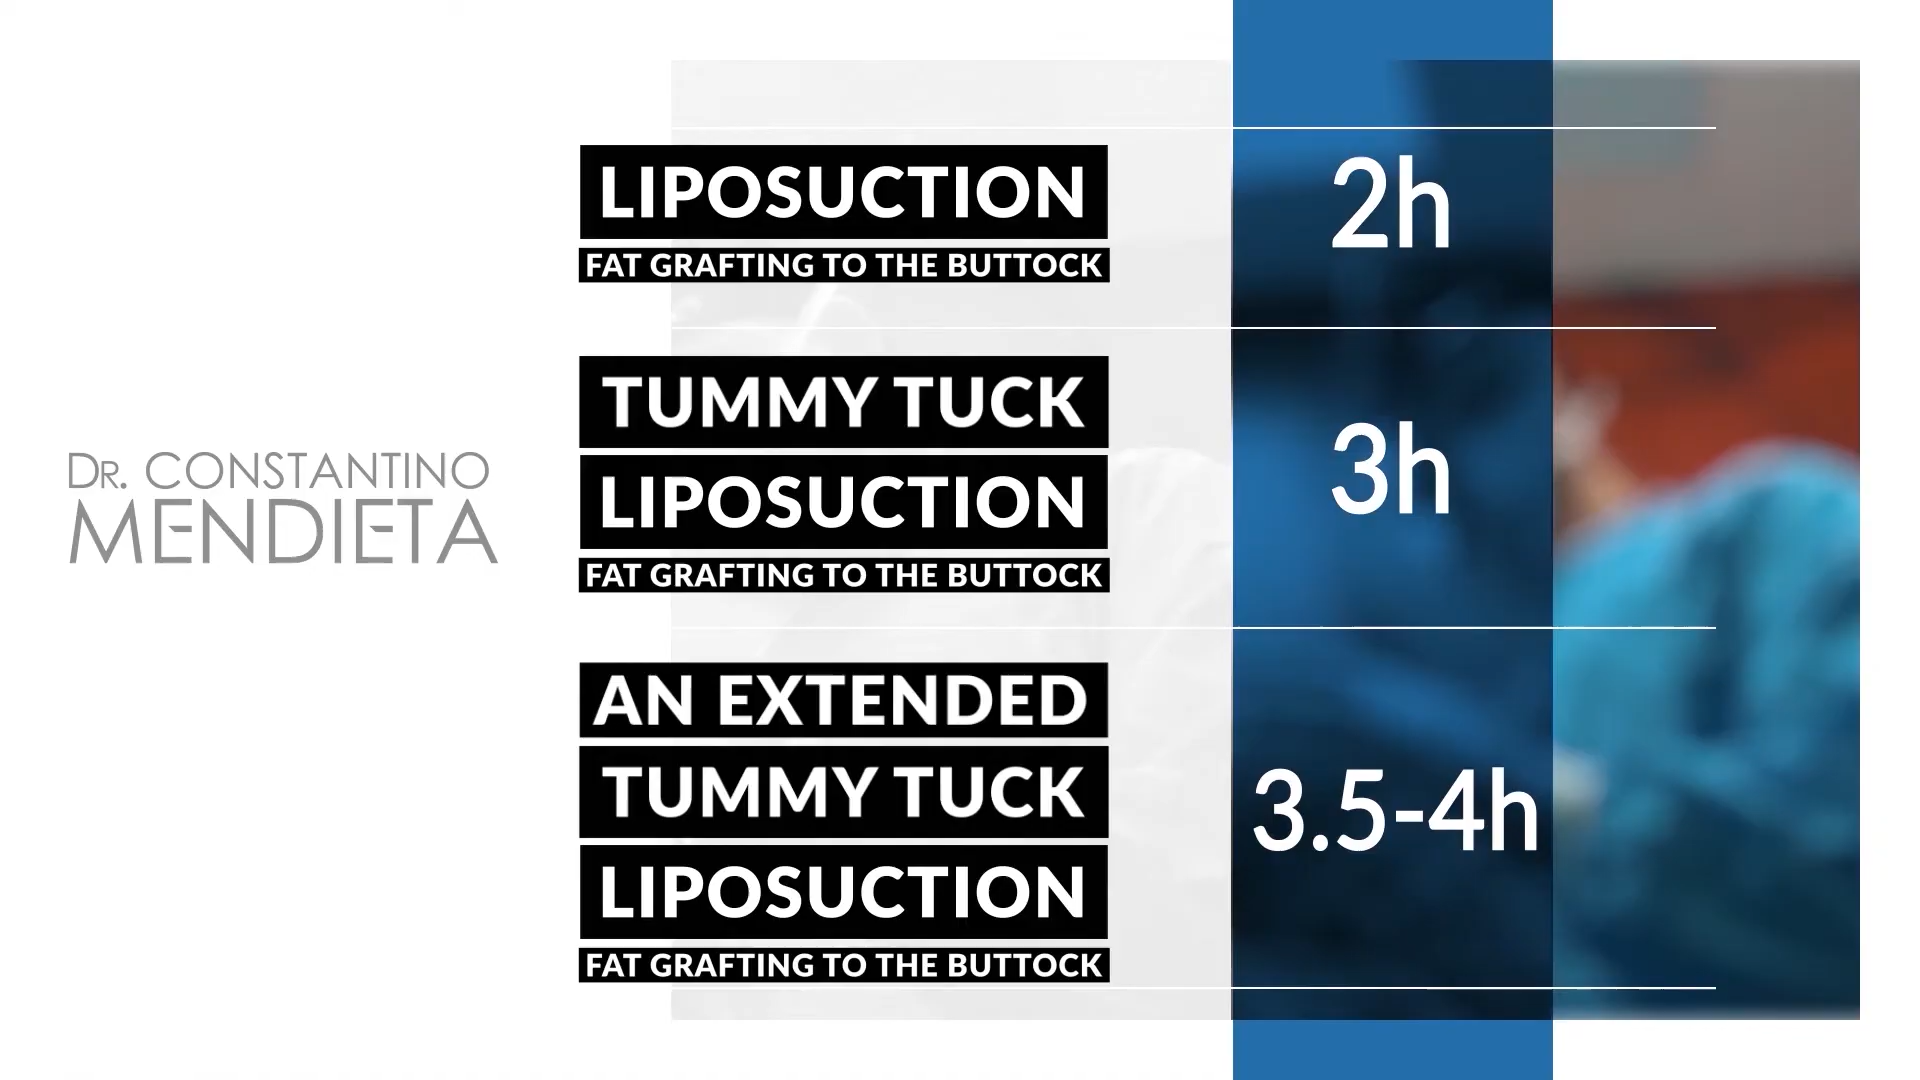 DR. CONSTANTINO
MENDIETA
LIPOSUCTION
FAT GRAFTING TO THE BUTTOCK
2h
TUMMY TUCK
LIPOSUCTION
FAT GRAFTING TO THE BUTTOCK
3h
AN EXTENDED
TUMMY TUCK
LIPOSUCTION
FAT GRAFTING TO THE BUTTOCK
3.5-4h